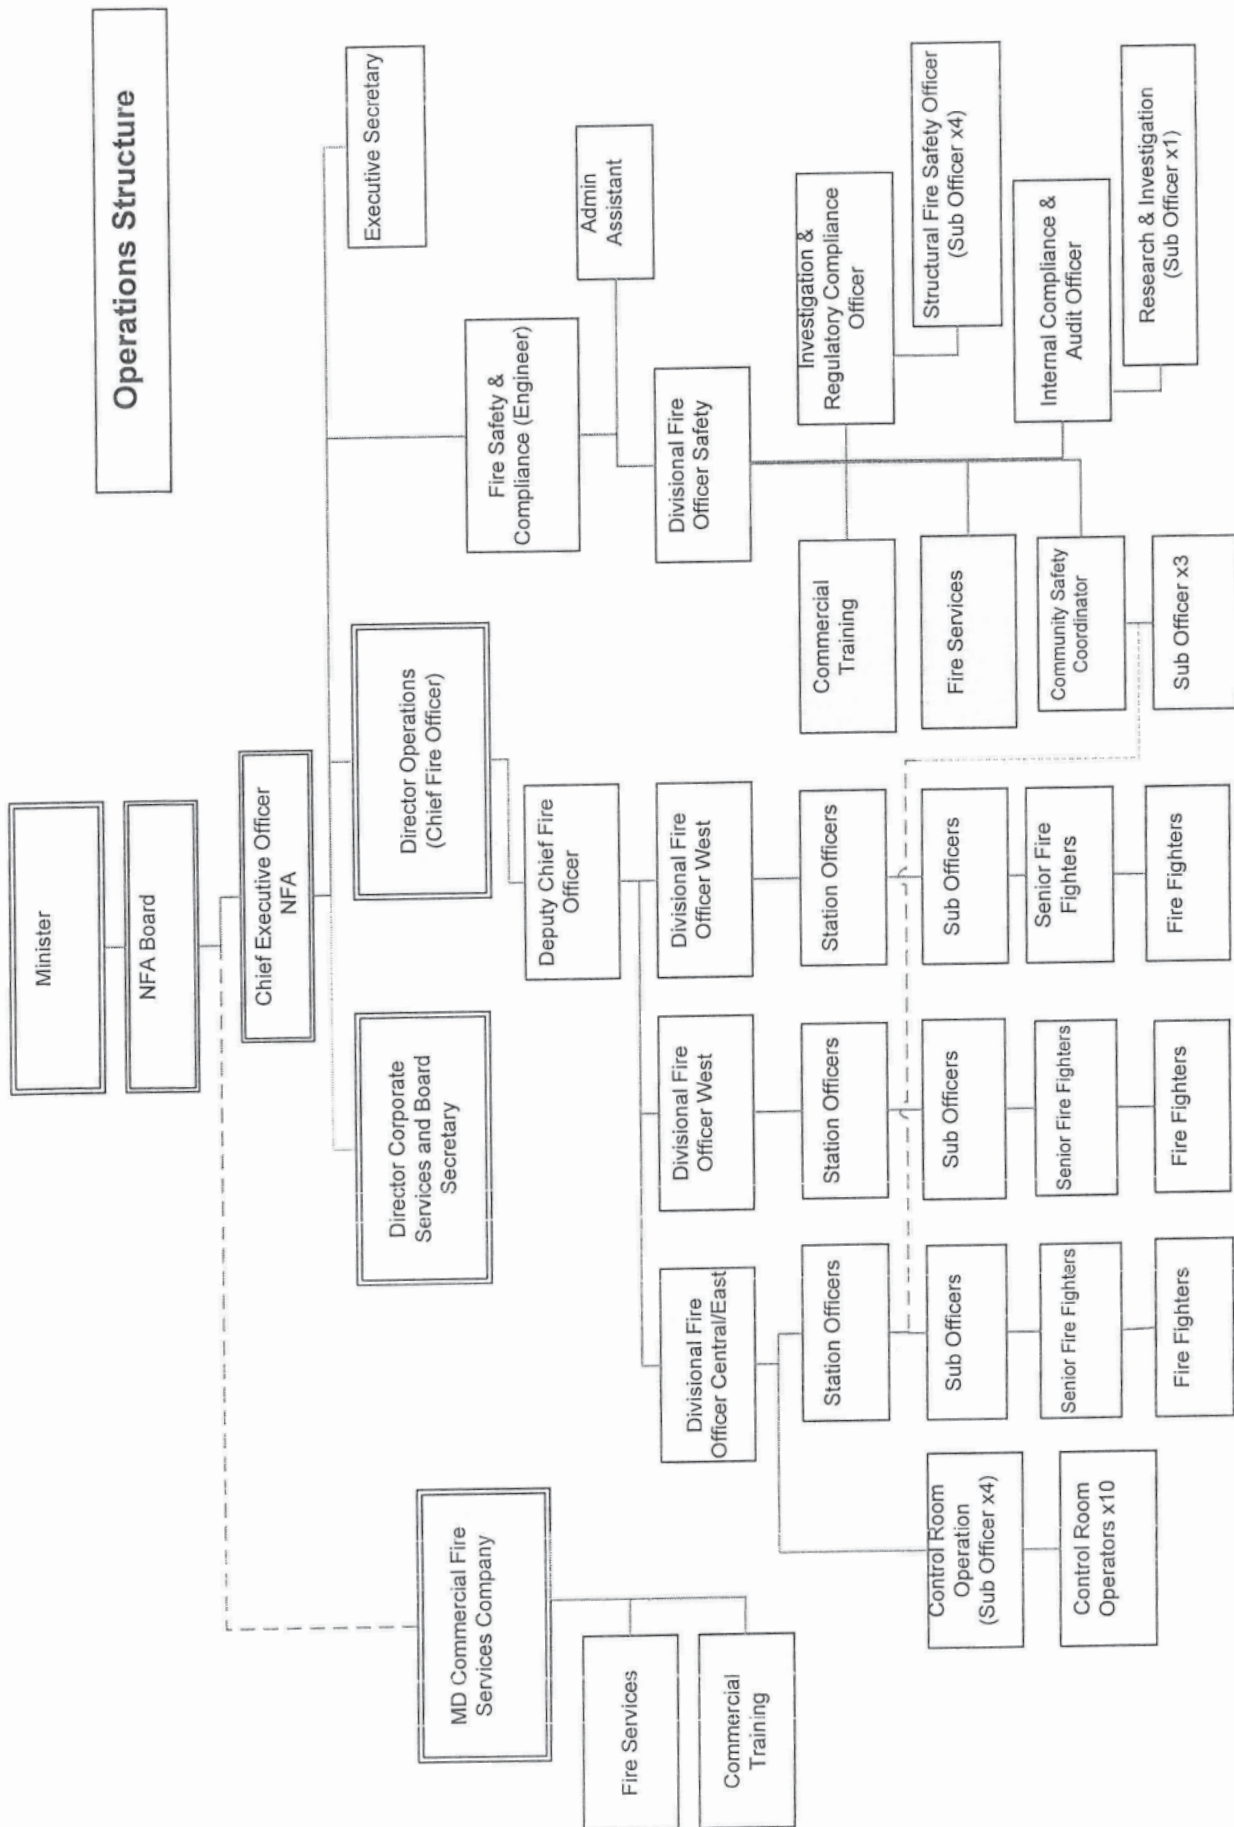 Operations Structure
Minister
NFA Board
Chief Executive Officer
NFA
Executive Secretary
Director Corporate
Services and Board
Secretary
Director Operations
(Chief Fire Officer)
Fire Safety &
Compliance (Engineer)
MD Commercial Fire
Services Company
Fire Services
Commercial
Training
Deputy Chief Fire
Officer
Admin
Assistant
Divisional Fire
Officer Central/East
Divisional Fire
Officer West
Divisional Fire
Officer West
Divisional Fire
Officer Safety
Station Officers
Station Officers
Station Officers
Commercial
Training
Investigation &
Regulatory Compliance
Officer
Structural Fire Safety Officer
(Sub Officer x4)
Control Room
Operation
(Sub Officer x4)
Sub Officers
Sub Officers
Sub Officers
Fire Services
Internal Compliance &
Audit Officer
Control Room
Operators x10
Senior Fire Fighters
Senior Fire Fighters
Senior Fire
Fighters
Community Safety
Coordinator
Research & Investigation
(Sub Officer x1)
Fire Fighters
Fire Fighters
Fire Fighters
Sub Officer x3